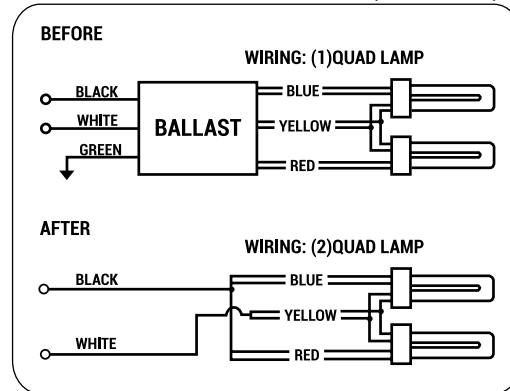 BEFORE
WIRING: (1)QUAD LAMP
BLACK
BLUE
WHITE
BALLAST
YELLOW
GREEN
RED
AFTER
WIRING: (2)QUAD LAMP
BLACK
BLUE
YELLOW
WHITE
RED